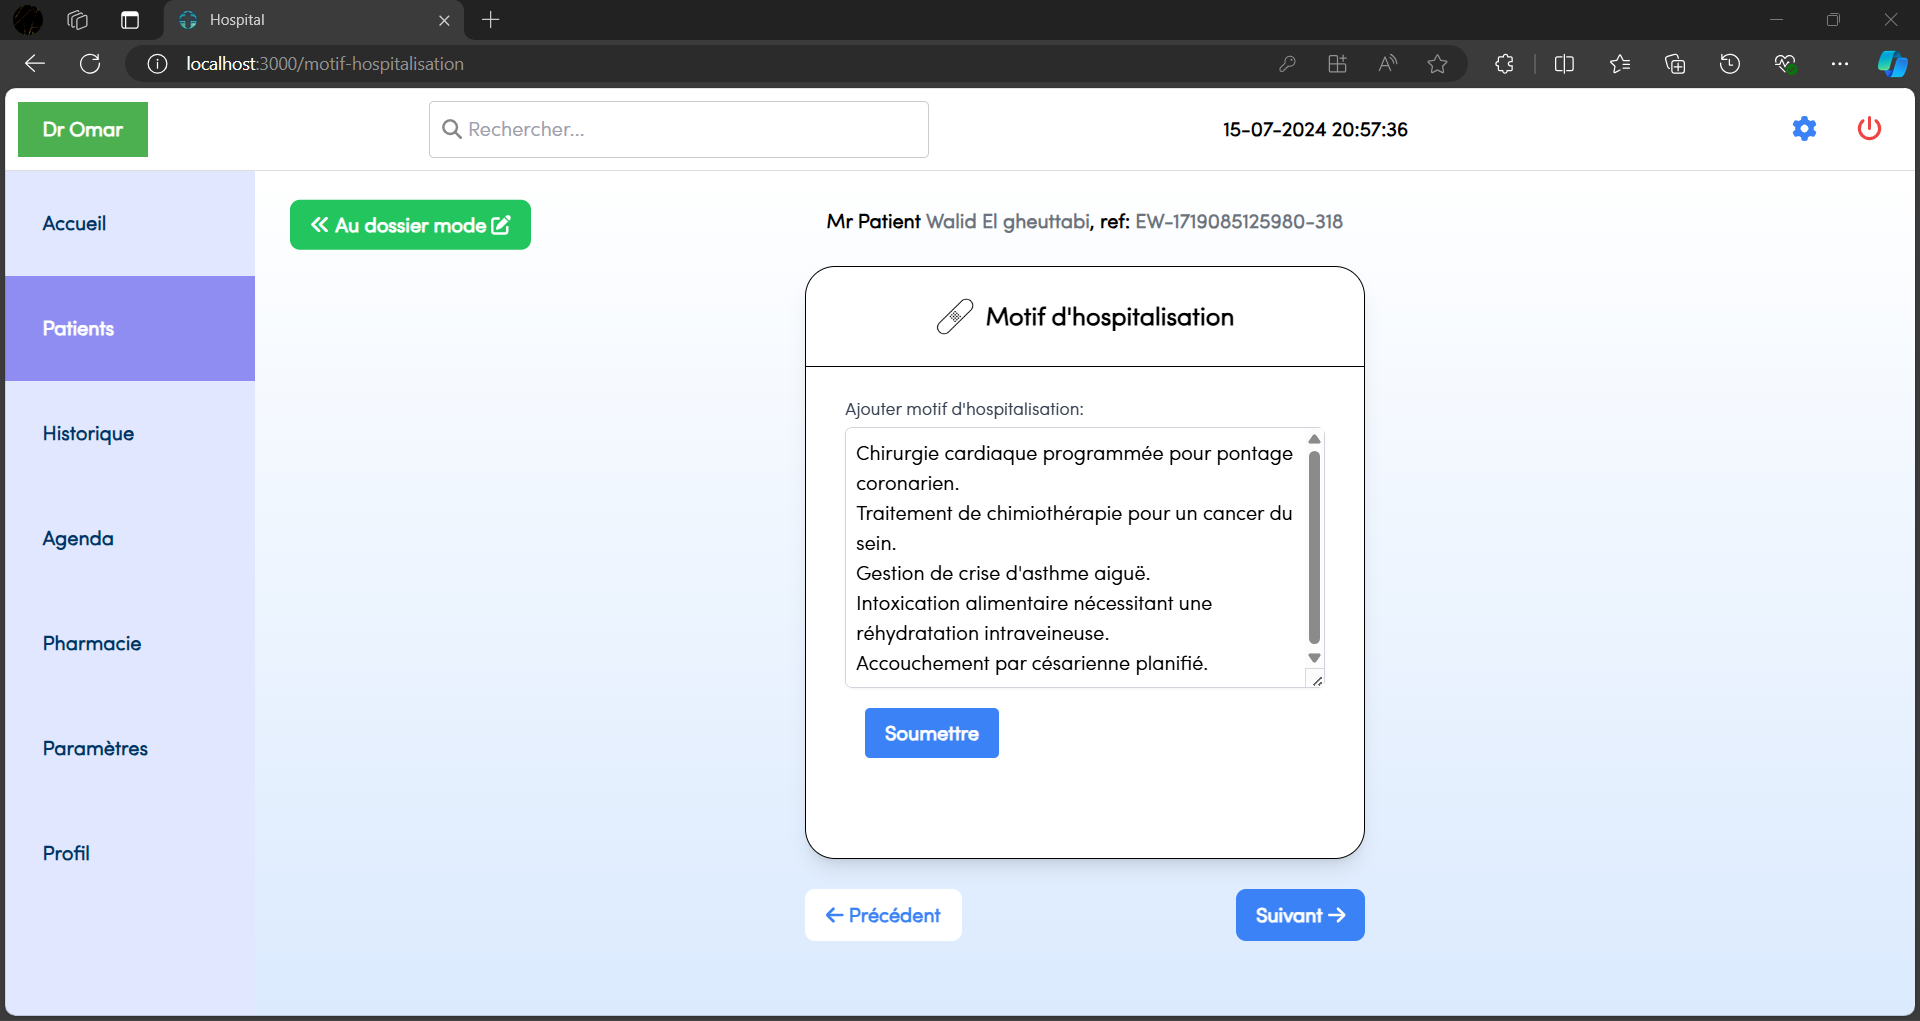 Hospital
localhost:3000/motif-hospitalisation
Dr Omar
Rechercher...
15-07-2024 20:57:36
Accueil
Patients
Historique
Agenda
Pharmacie
Paramètres
Profil
Au dossier mode
Mr Patient Walid El gheuttabi, ref: EW-1719085125980-318
Motif d'hospitalisation
Ajouter motif d'hospitalisation:
Chirurgie cardiaque programmée pour pontage
coronarien.
Traitement de chimiothérapie pour un cancer du
sein.
Gestion de crise d'asthme aiguë.
Intoxication alimentaire nécessitant une
réhydratation intraveineuse.
Accouchement par césarienne planifié.
Soumettre
Précédent
Suivant